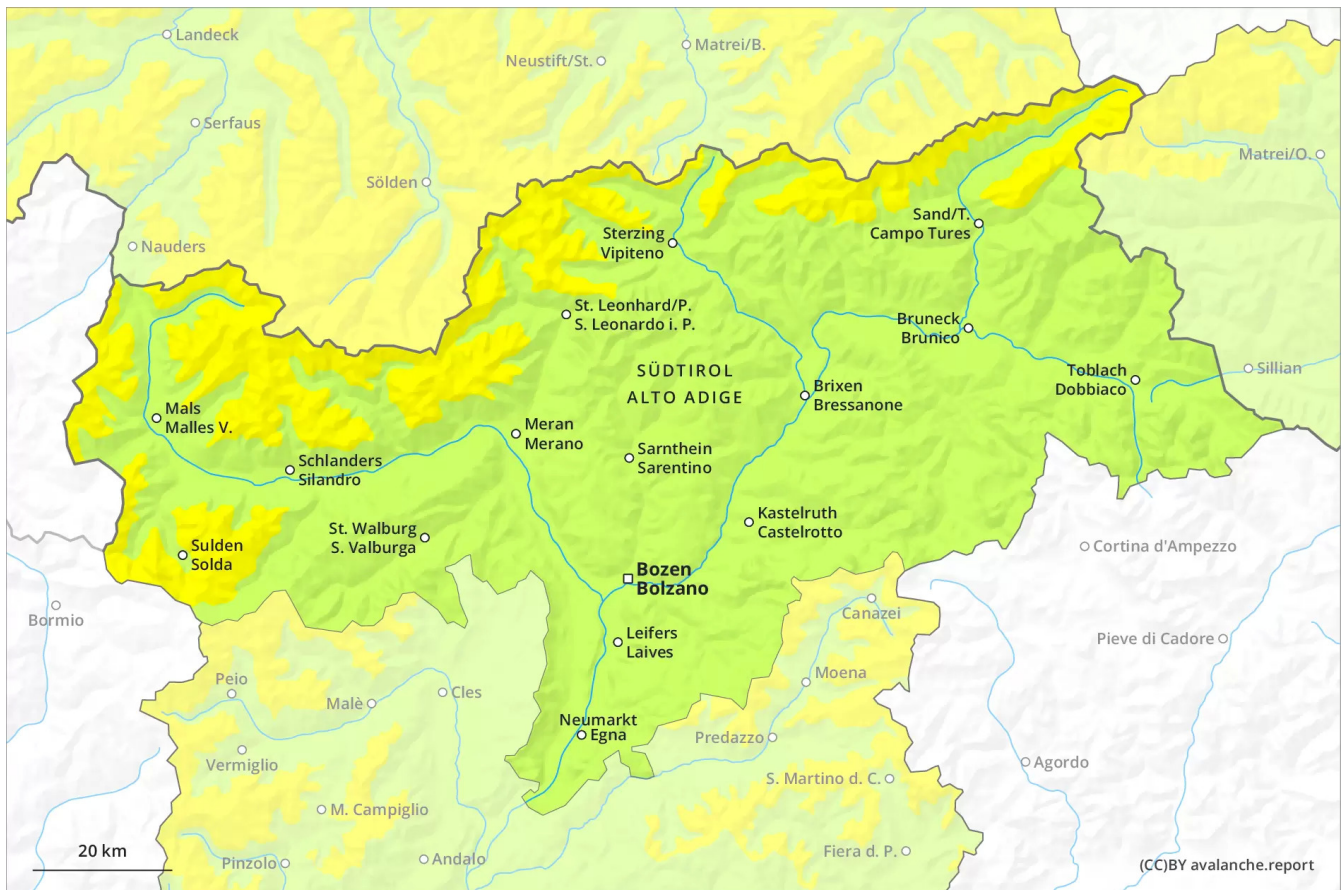 Landeck
Matrei/B.
Neustift/St.
Serfaus
Matrei/O.
Sölden
Sand/T.
Campo Tures
Sterzing
Vipiteno
Nauders
St. Leonhard/P.
S. Leonardo i. P.
Bruneck
Brunico
SÜDTIROL
ALTO ADIGE
Toblach
Dobbiaco
Sillian
Brixen
Bressanone
Mals
Malles V.
Meran
Merano
Sarnthein
Sarentino
Schlanders
Silandro
Kastelruth
Castelrotto
St. Walburg
S. Valburga
Sulden
Solda
Cortina d'Ampezzo
Bozen
Bolzano
Bormio
Canazei
Leifers
Laives
Pieve di Cadore
Peio
Moena
Malè
Cles
Neumarkt
Egna
Predazzo
Vermiglio
Agordo
S. Martino d. C.
M. Campiglio
20 km
Pinzolo
Andalo
Fiera d. P.
(CC)BY avalanche.report